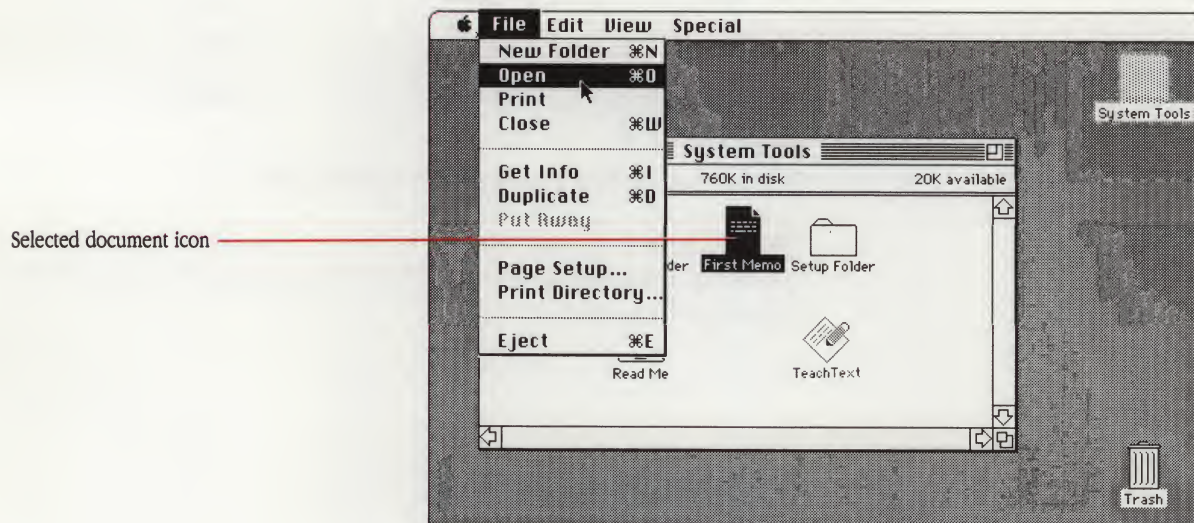 File Edit View Special
New Folder ⌘N
Open ⌘O
Print
Close ⌘W
Get Info ⌘I
Duplicate ⌘D
Put Away
Page Setup...
Print Directory...
Eject ⌘E
System Tools
System Tools
760K in disk 20K available
Selected document icon
der First Memo Setup Folder
Read Me TeachText
Trash